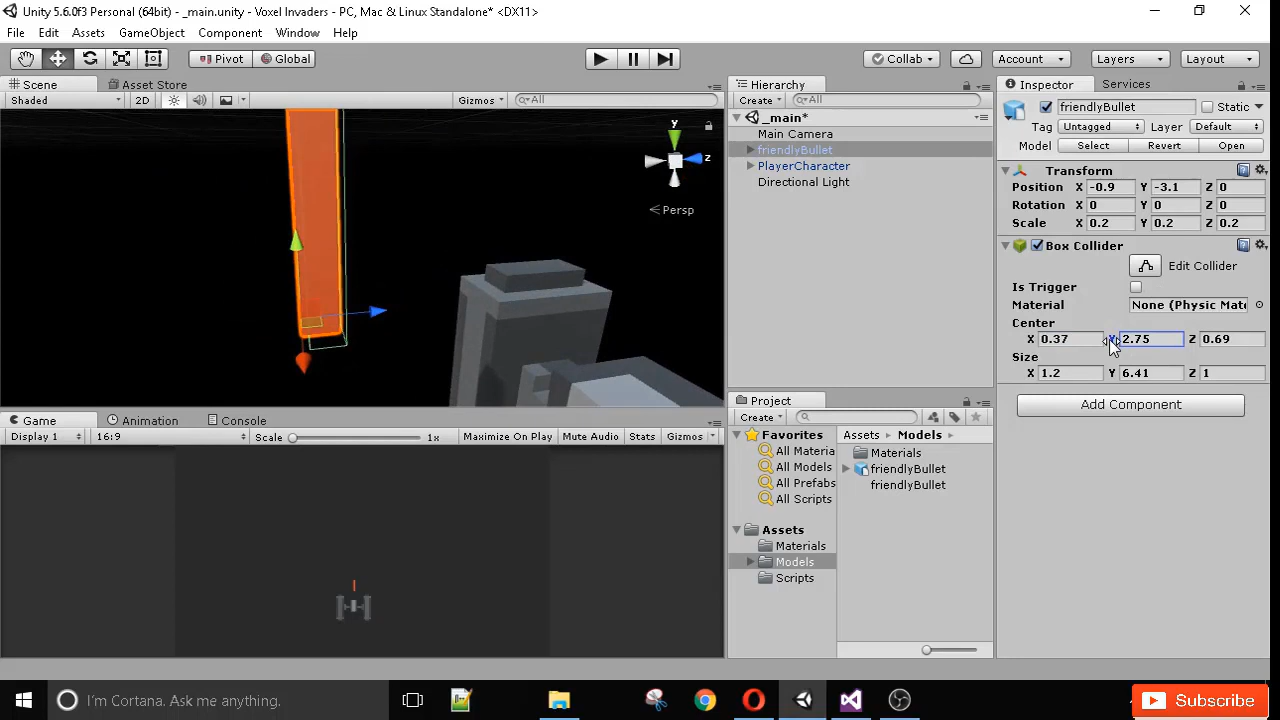 Unity 5.6.0f3 Personal (64bit) - _main.unity - Voxel Invaders - PC, Mac & Linux Standalone* <DX11>
File Edit Assets GameObject Component Window Help
Pivot Global Collab Account Layers Layout
Scene Asset Store
Shaded 2D Gizmos All
y
z
Persp
Game Animation Console
Display 1 16:9 Scale 1x Maximize On Play Mute Audio Stats Gizmos
Hierarchy
Create All
_main*
Main Camera
friendlyBullet
PlayerCharacter
Directional Light
Project
Create
Favorites
All Materia
All Models
All Prefabs
All Scripts
Assets
Materials
Models
Scripts
Assets Models
Materials
friendlyBullet
friendlyBullet
Inspector Services
friendlyBullet Static
Tag Untagged Layer Default
Model Select Revert Open
Transform
Position X -0.9 Y -3.1 Z 0
Rotation X 0 Y 0 Z 0
Scale X 0.2 Y 0.2 Z 0.2
Box Collider
Edit Collider
Is Trigger
Material None (Physic Mate
Center
X 0.37 Y 2.75 Z 0.69
Size
X 1.2 Y 6.41 Z 1
Add Component
I'm Cortana. Ask me anything.
Subscribe